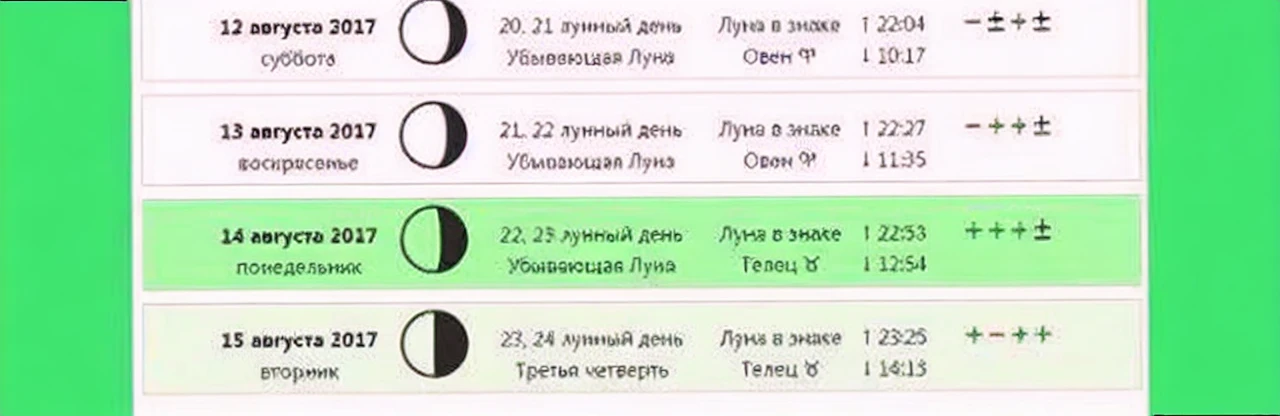 12 августа 2017 20, 21 лунный день Луна в знаке ↑ 22:04 − ± + ±
суббота Убывающая Луна Овен ♈ ↓ 10:17
13 августа 2017 21, 22 лунный день Луна в знаке ↑ 22:27 − + + ±
воскресенье Убывающая Луна Овен ♈ ↓ 11:35
14 августа 2017 22, 23 лунный день Луна в знаке ↑ 22:53 + + + ±
понедельник Убывающая Луна Телец ♉ ↓ 12:54
15 августа 2017 23, 24 лунный день Луна в знаке ↑ 23:25 + − + +
вторник Третья четверть Телец ♉ ↓ 14:13